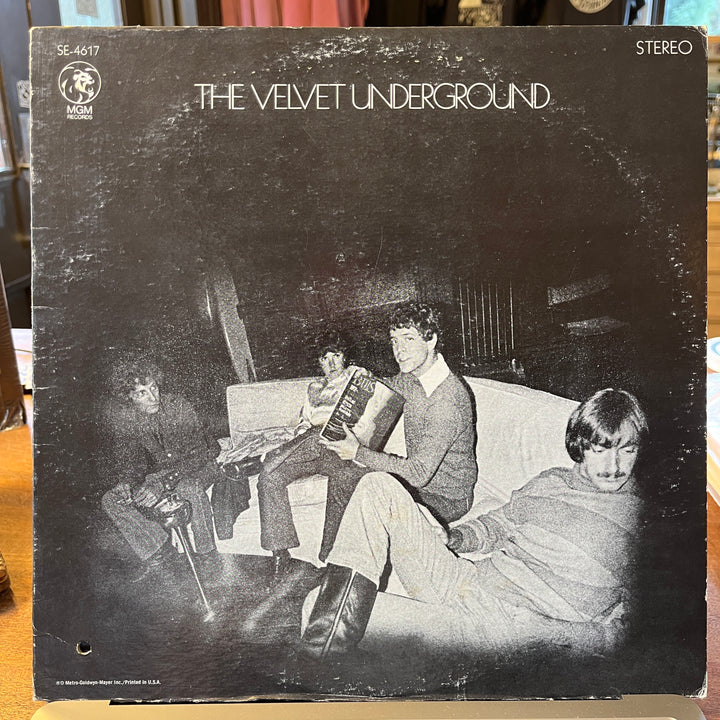 SE-4617
STEREO
MGM
RECORDS
THE VELVET UNDERGROUND
Metro-Goldwyn-Mayer Inc./Printed in U.S.A.